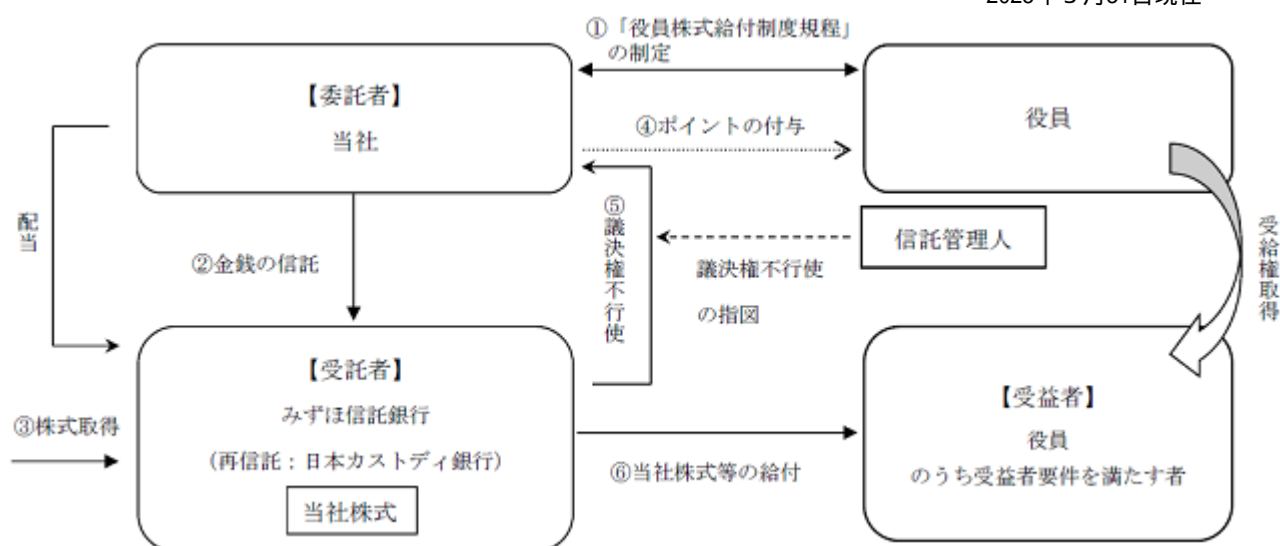 ①「役員株式給付制度規程」
の制定
【委託者】
当社
役員
④ポイントの付与
配当
②金銭の信託
⑤議決権不行使
信託管理人
議決権不行使
の指図
受給権取得
【受託者】
みずほ信託銀行
(再信託：日本カストディ銀行)
当社株式
③株式取得
⑥当社株式等の給付
【受益者】
役員
のうち受益者要件を満たす者